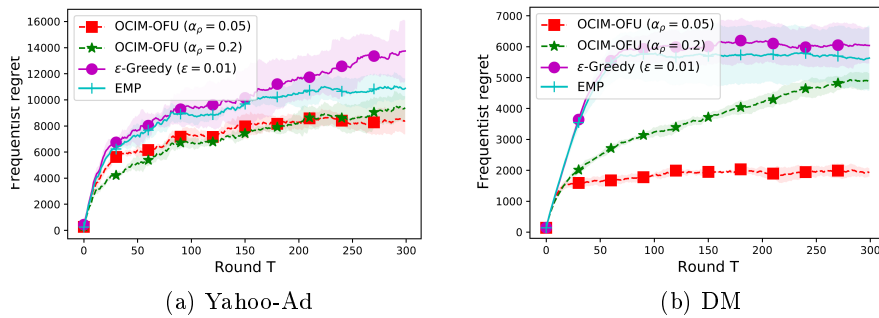 OCIM-OFU (αρ = 0.05)
OCIM-OFU (αρ = 0.2)
ε-Greedy (ε = 0.01)
EMP
Frequentist regret
16000
14000
12000
10000
8000
6000
4000
2000
0
0 50 100 150 200 250 300
Round T
(a) Yahoo-Ad
OCIM-OFU (αρ = 0.05)
OCIM-OFU (αρ = 0.2)
ε-Greedy (ε = 0.01)
EMP
Frequentist regret
7000
6000
5000
4000
3000
2000
1000
0
0 50 100 150 200 250 300
Round T
(b) DM